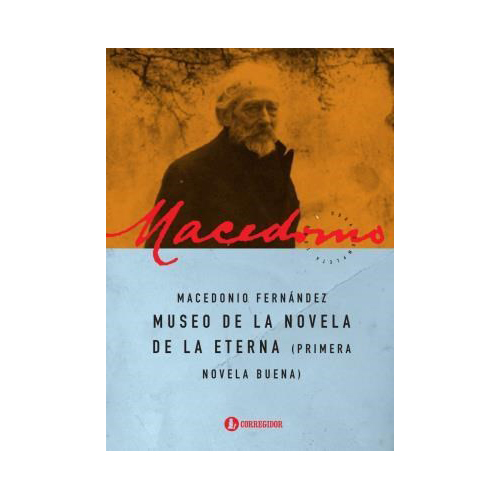 Macedonio
MACEDONIO FERNÁNDEZ
MUSEO DE LA NOVELA
DE LA ETERNA (PRIMERA
NOVELA BUENA)
CORREGIDOR